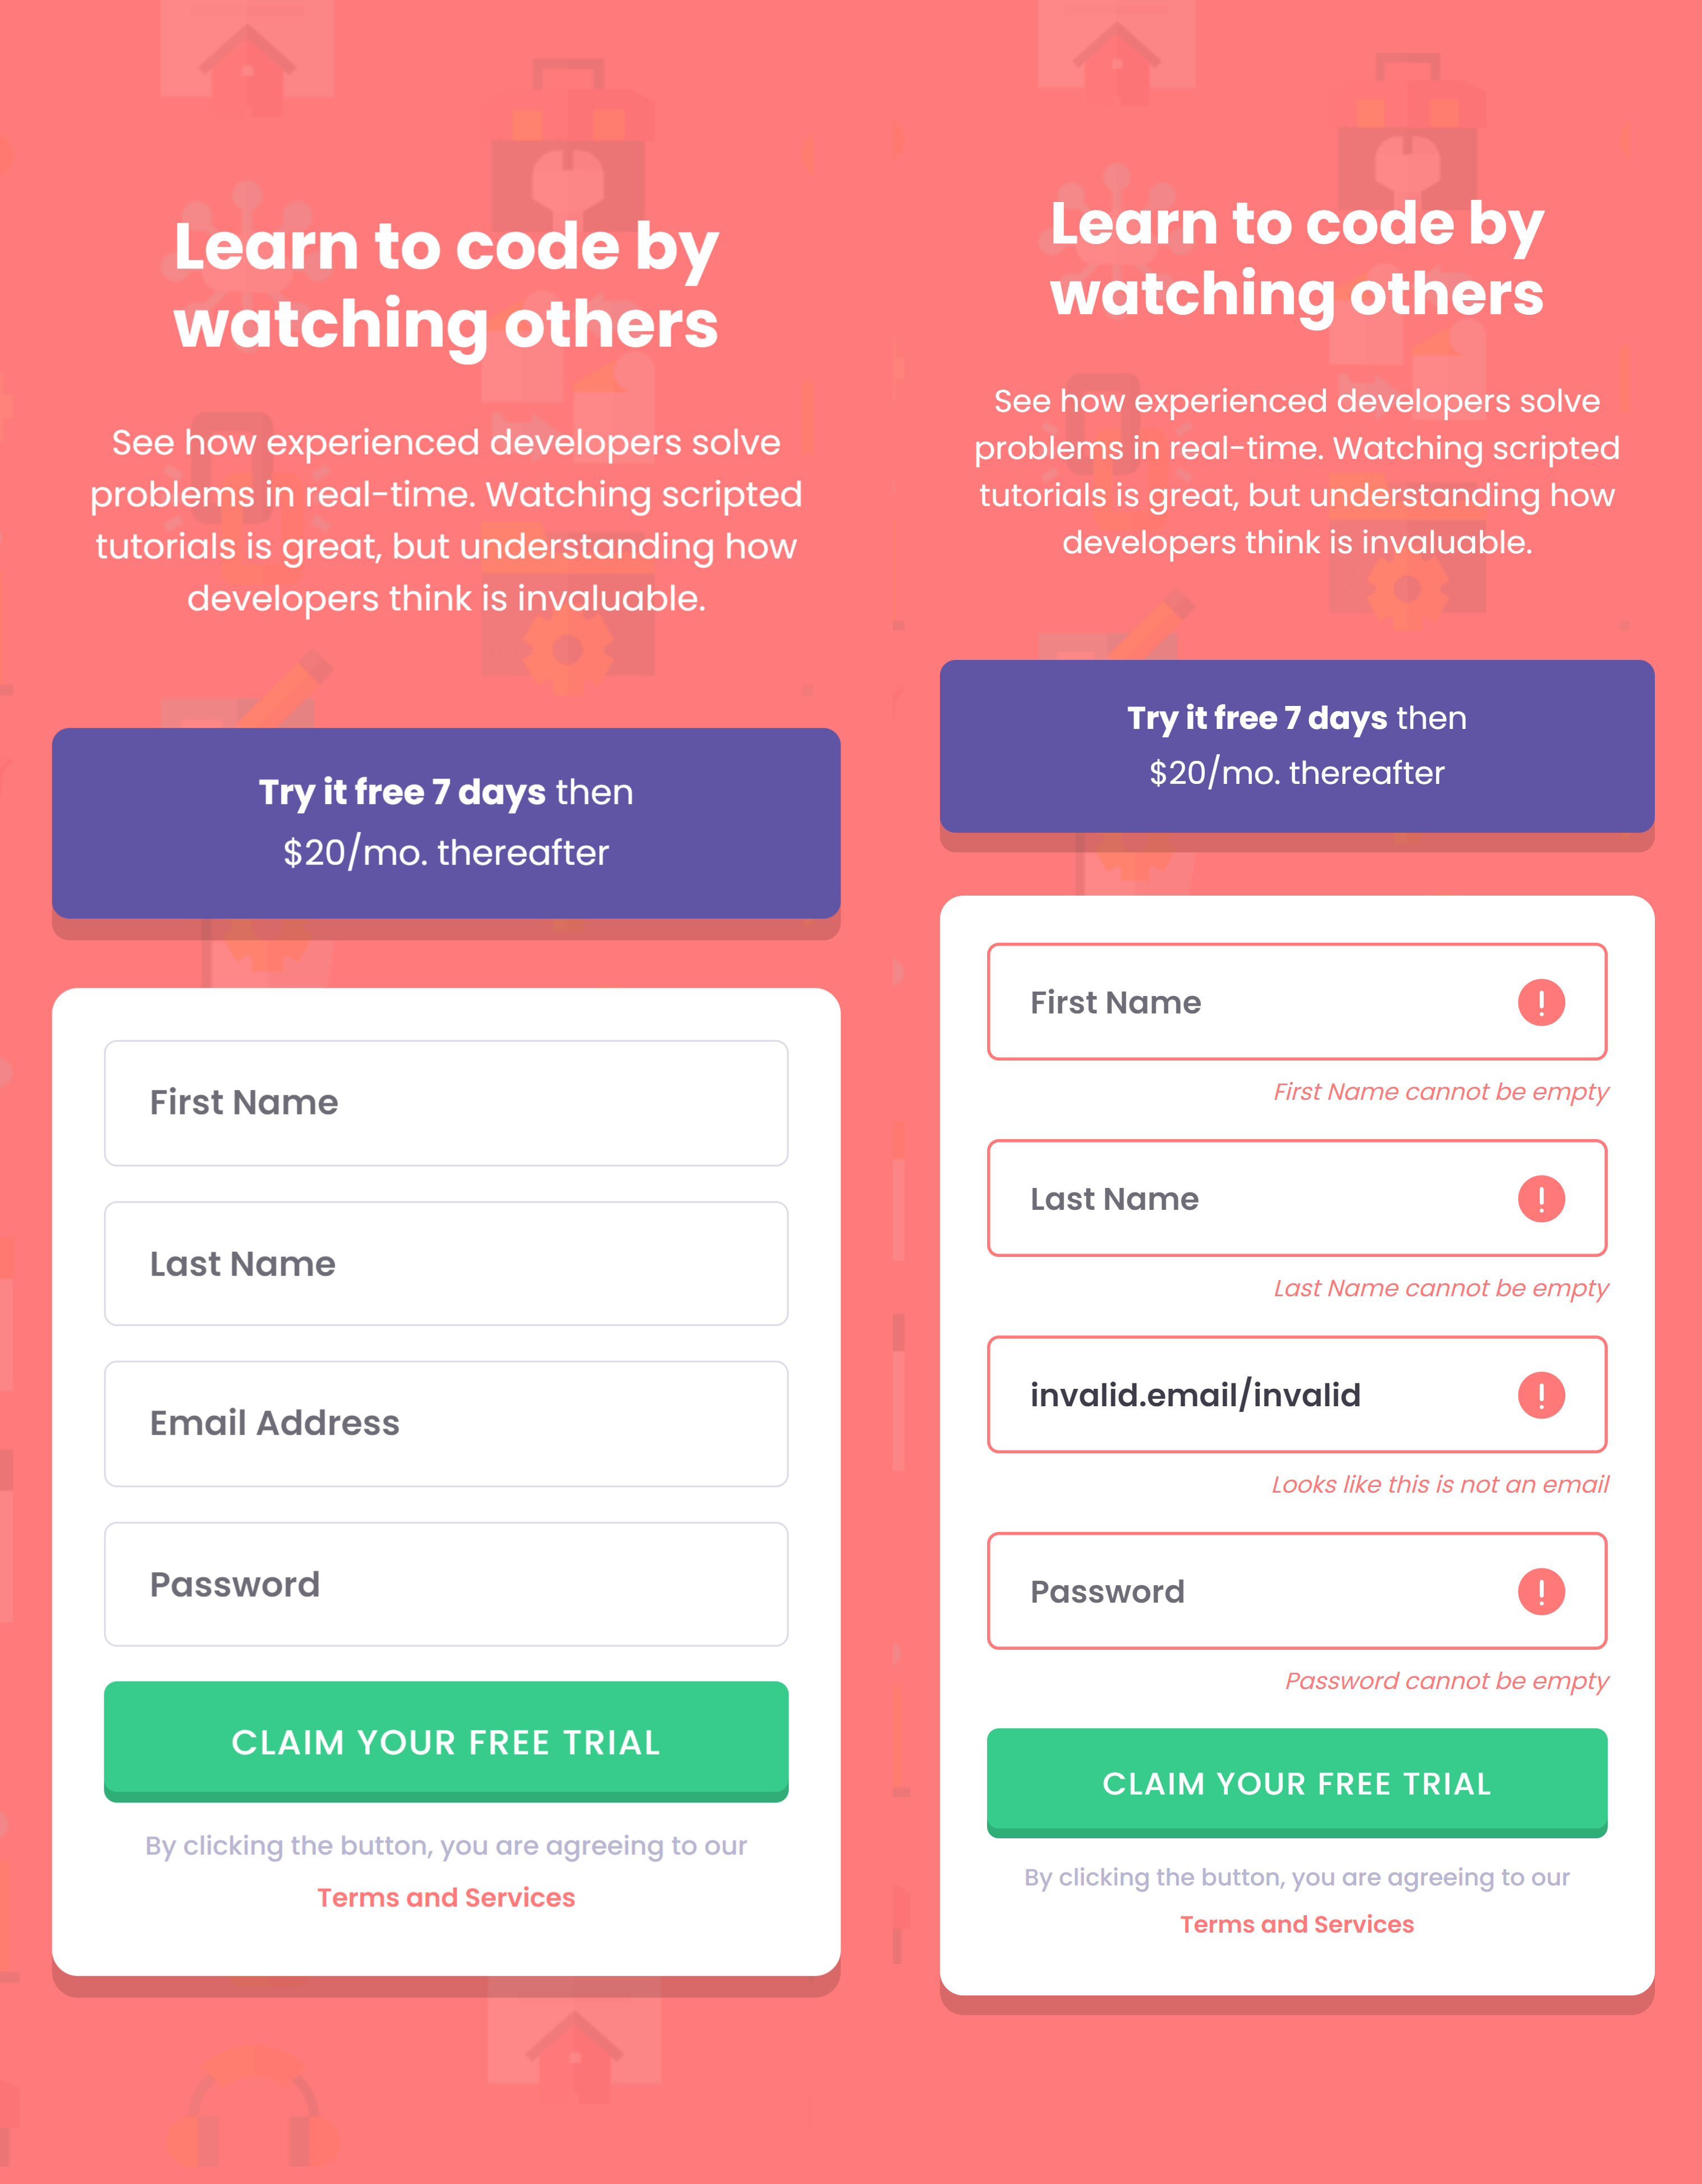 Learn to code by
watching others
See how experienced developers solve
problems in real-time. Watching scripted
tutorials is great, but understanding how
developers think is invaluable.
Try it free 7 days then
$20/mo. thereafter
First Name
Last Name
Email Address
Password
CLAIM YOUR FREE TRIAL
By clicking the button, you are agreeing to our
Terms and Services
Learn to code by
watching others
See how experienced developers solve
problems in real-time. Watching scripted
tutorials is great, but understanding how
developers think is invaluable.
Try it free 7 days then
$20/mo. thereafter
First Name
First Name cannot be empty
Last Name
Last Name cannot be empty
invalid.email/invalid
Looks like this is not an email
Password
Password cannot be empty
CLAIM YOUR FREE TRIAL
By clicking the button, you are agreeing to our
Terms and Services